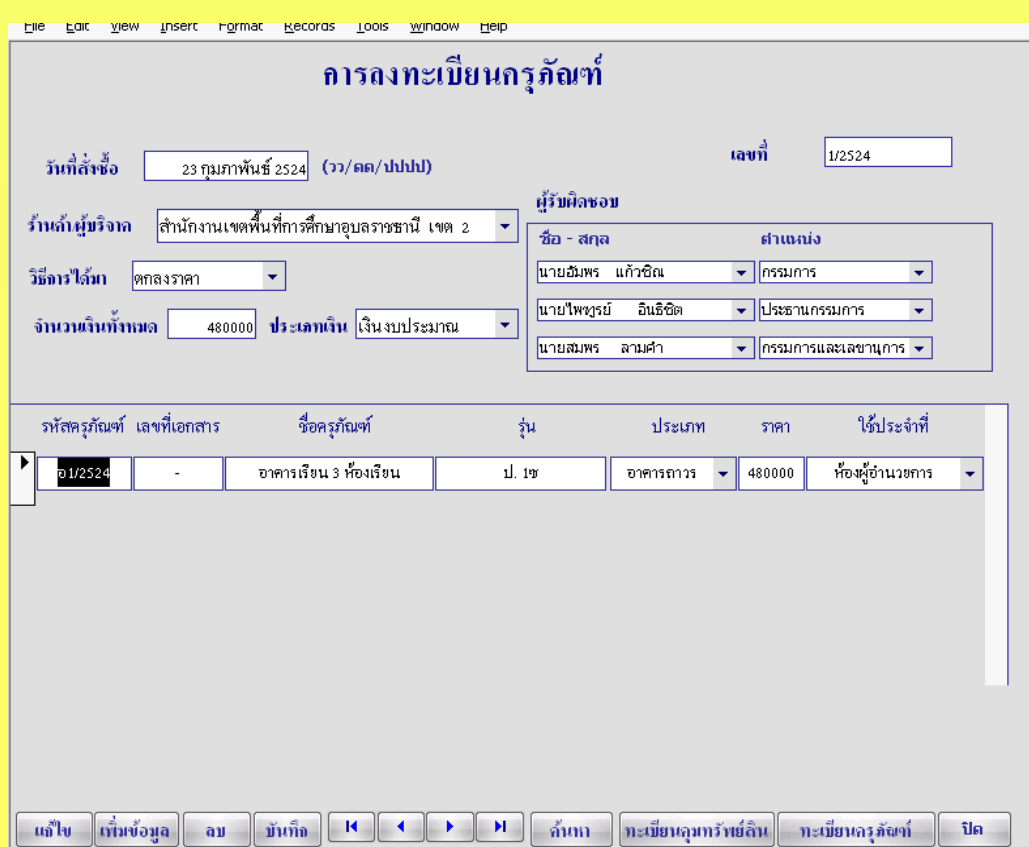 File Edit View Insert Format Records Tools Window Help
การลงทะเบียนครุภัณฑ์
วันที่สั่งซื้อ 23 กุมภาพันธ์ 2524 (วว/ดด/ปปปป) เลขที่ 1/2524
ร้านค้าผู้บริจาค สำนักงานเขตพื้นที่การศึกษาอุบลราชธานี เขต 2
วิธีการได้มา ตกลงราคา
จำนวนเงินทั้งหมด 480000 ประเภทเงิน เงินงบประมาณ
ผู้รับผิดชอบ
ชื่อ - สกุล ตำแหน่ง
นายอัมพร แก้วชิณ กรรมการ
นายไพฑูรย์ อินธิชิต ประธานกรรมการ
นายสมพร ลามคำ กรรมการและเลขานุการ
รหัสครุภัณฑ์ เลขที่เอกสาร ชื่อครุภัณฑ์ รุ่น ประเภท ราคา ใช้ประจำที่
อ1/2524 - อาคารเรียน 3 ห้องเรียน ป. 1ซ อาคารถาวร 480000 ห้องผู้อำนวยการ
แก้ไข เพิ่มข้อมูล ลบ บันทึก ค้นหา ทะเบียนคุมทรัพย์สิน ทะเบียนครุภัณฑ์ ปิด